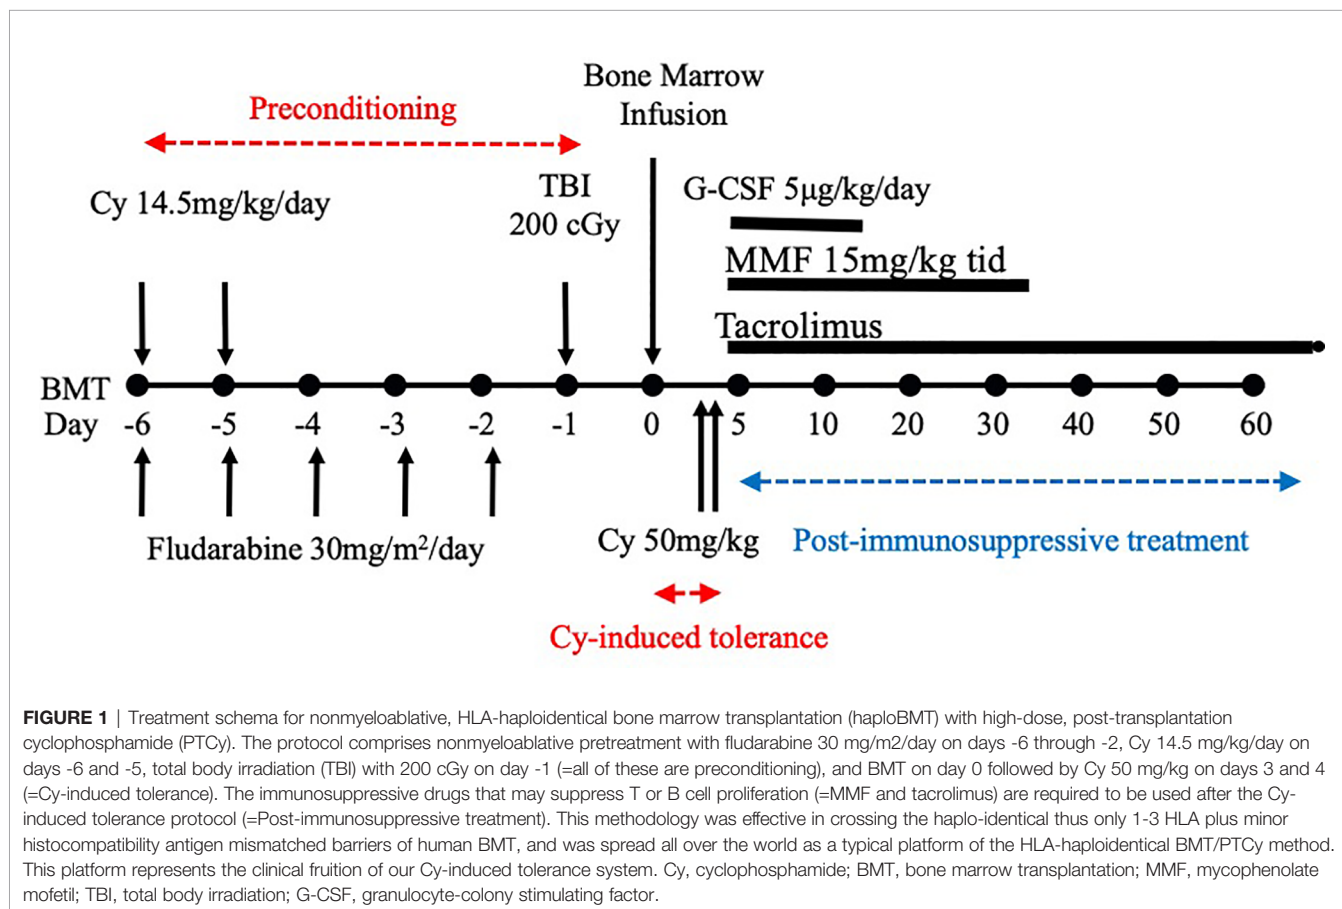 Bone Marrow
Infusion
Preconditioning
Cy 14.5mg/kg/day
TBI
200 cGy
G-CSF 5µg/kg/day
MMF 15mg/kg tid
Tacrolimus
BMT
Day -6 -5 -4 -3 -2 -1 0 5 10 20 30 40 50 60
Fludarabine 30mg/m²/day
Cy 50mg/kg
Post-immunosuppressive treatment
Cy-induced tolerance
FIGURE 1 | Treatment schema for nonmyeloablative, HLA-haploidentical bone marrow transplantation (haploBMT) with high-dose, post-transplantation
cyclophosphamide (PTCy). The protocol comprises nonmyeloablative pretreatment with fludarabine 30 mg/m2/day on days -6 through -2, Cy 14.5 mg/kg/day on
days -6 and -5, total body irradiation (TBI) with 200 cGy on day -1 (=all of these are preconditioning), and BMT on day 0 followed by Cy 50 mg/kg on days 3 and 4
(=Cy-induced tolerance). The immunosuppressive drugs that may suppress T or B cell proliferation (=MMF and tacrolimus) are required to be used after the Cy-
induced tolerance protocol (=Post-immunosuppressive treatment). This methodology was effective in crossing the haplo-identical thus only 1-3 HLA plus minor
histocompatibility antigen mismatched barriers of human BMT, and was spread all over the world as a typical platform of the HLA-haploidentical BMT/PTCy method.
This platform represents the clinical fruition of our Cy-induced tolerance system. Cy, cyclophosphamide; BMT, bone marrow transplantation; MMF, mycophenolate
mofetil; TBI, total body irradiation; G-CSF, granulocyte-colony stimulating factor.